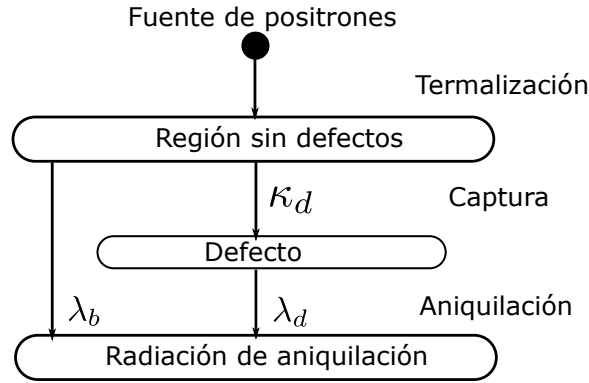 Fuente de positrones
Termalización
Región sin defectos
κ_d
Captura
Defecto
λ_b
λ_d
Aniquilación
Radiación de aniquilación